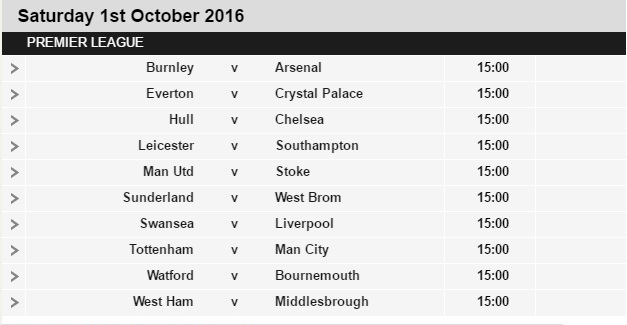 Saturday 1st October 2016
PREMIER LEAGUE
Burnley v Arsenal 15:00
Everton v Crystal Palace 15:00
Hull v Chelsea 15:00
Leicester v Southampton 15:00
Man Utd v Stoke 15:00
Sunderland v West Brom 15:00
Swansea v Liverpool 15:00
Tottenham v Man City 15:00
Watford v Bournemouth 15:00
West Ham v Middlesbrough 15:00